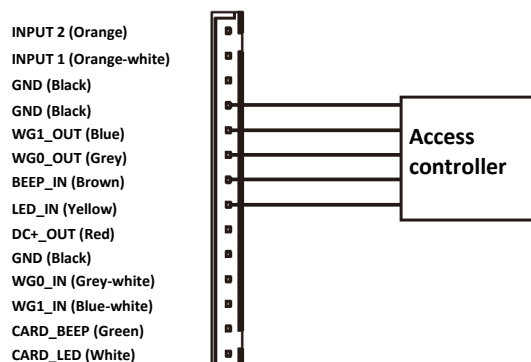 INPUT 2 (Orange)
INPUT 1 (Orange-white)
GND (Black)
GND (Black)
WG1_OUT (Blue)
WG0_OUT (Grey)
BEEP_IN (Brown)
LED_IN (Yellow)
DC+_OUT (Red)
GND (Black)
WG0_IN (Grey-white)
WG1_IN (Blue-white)
CARD_BEEP (Green)
CARD_LED (White)
Access
controller